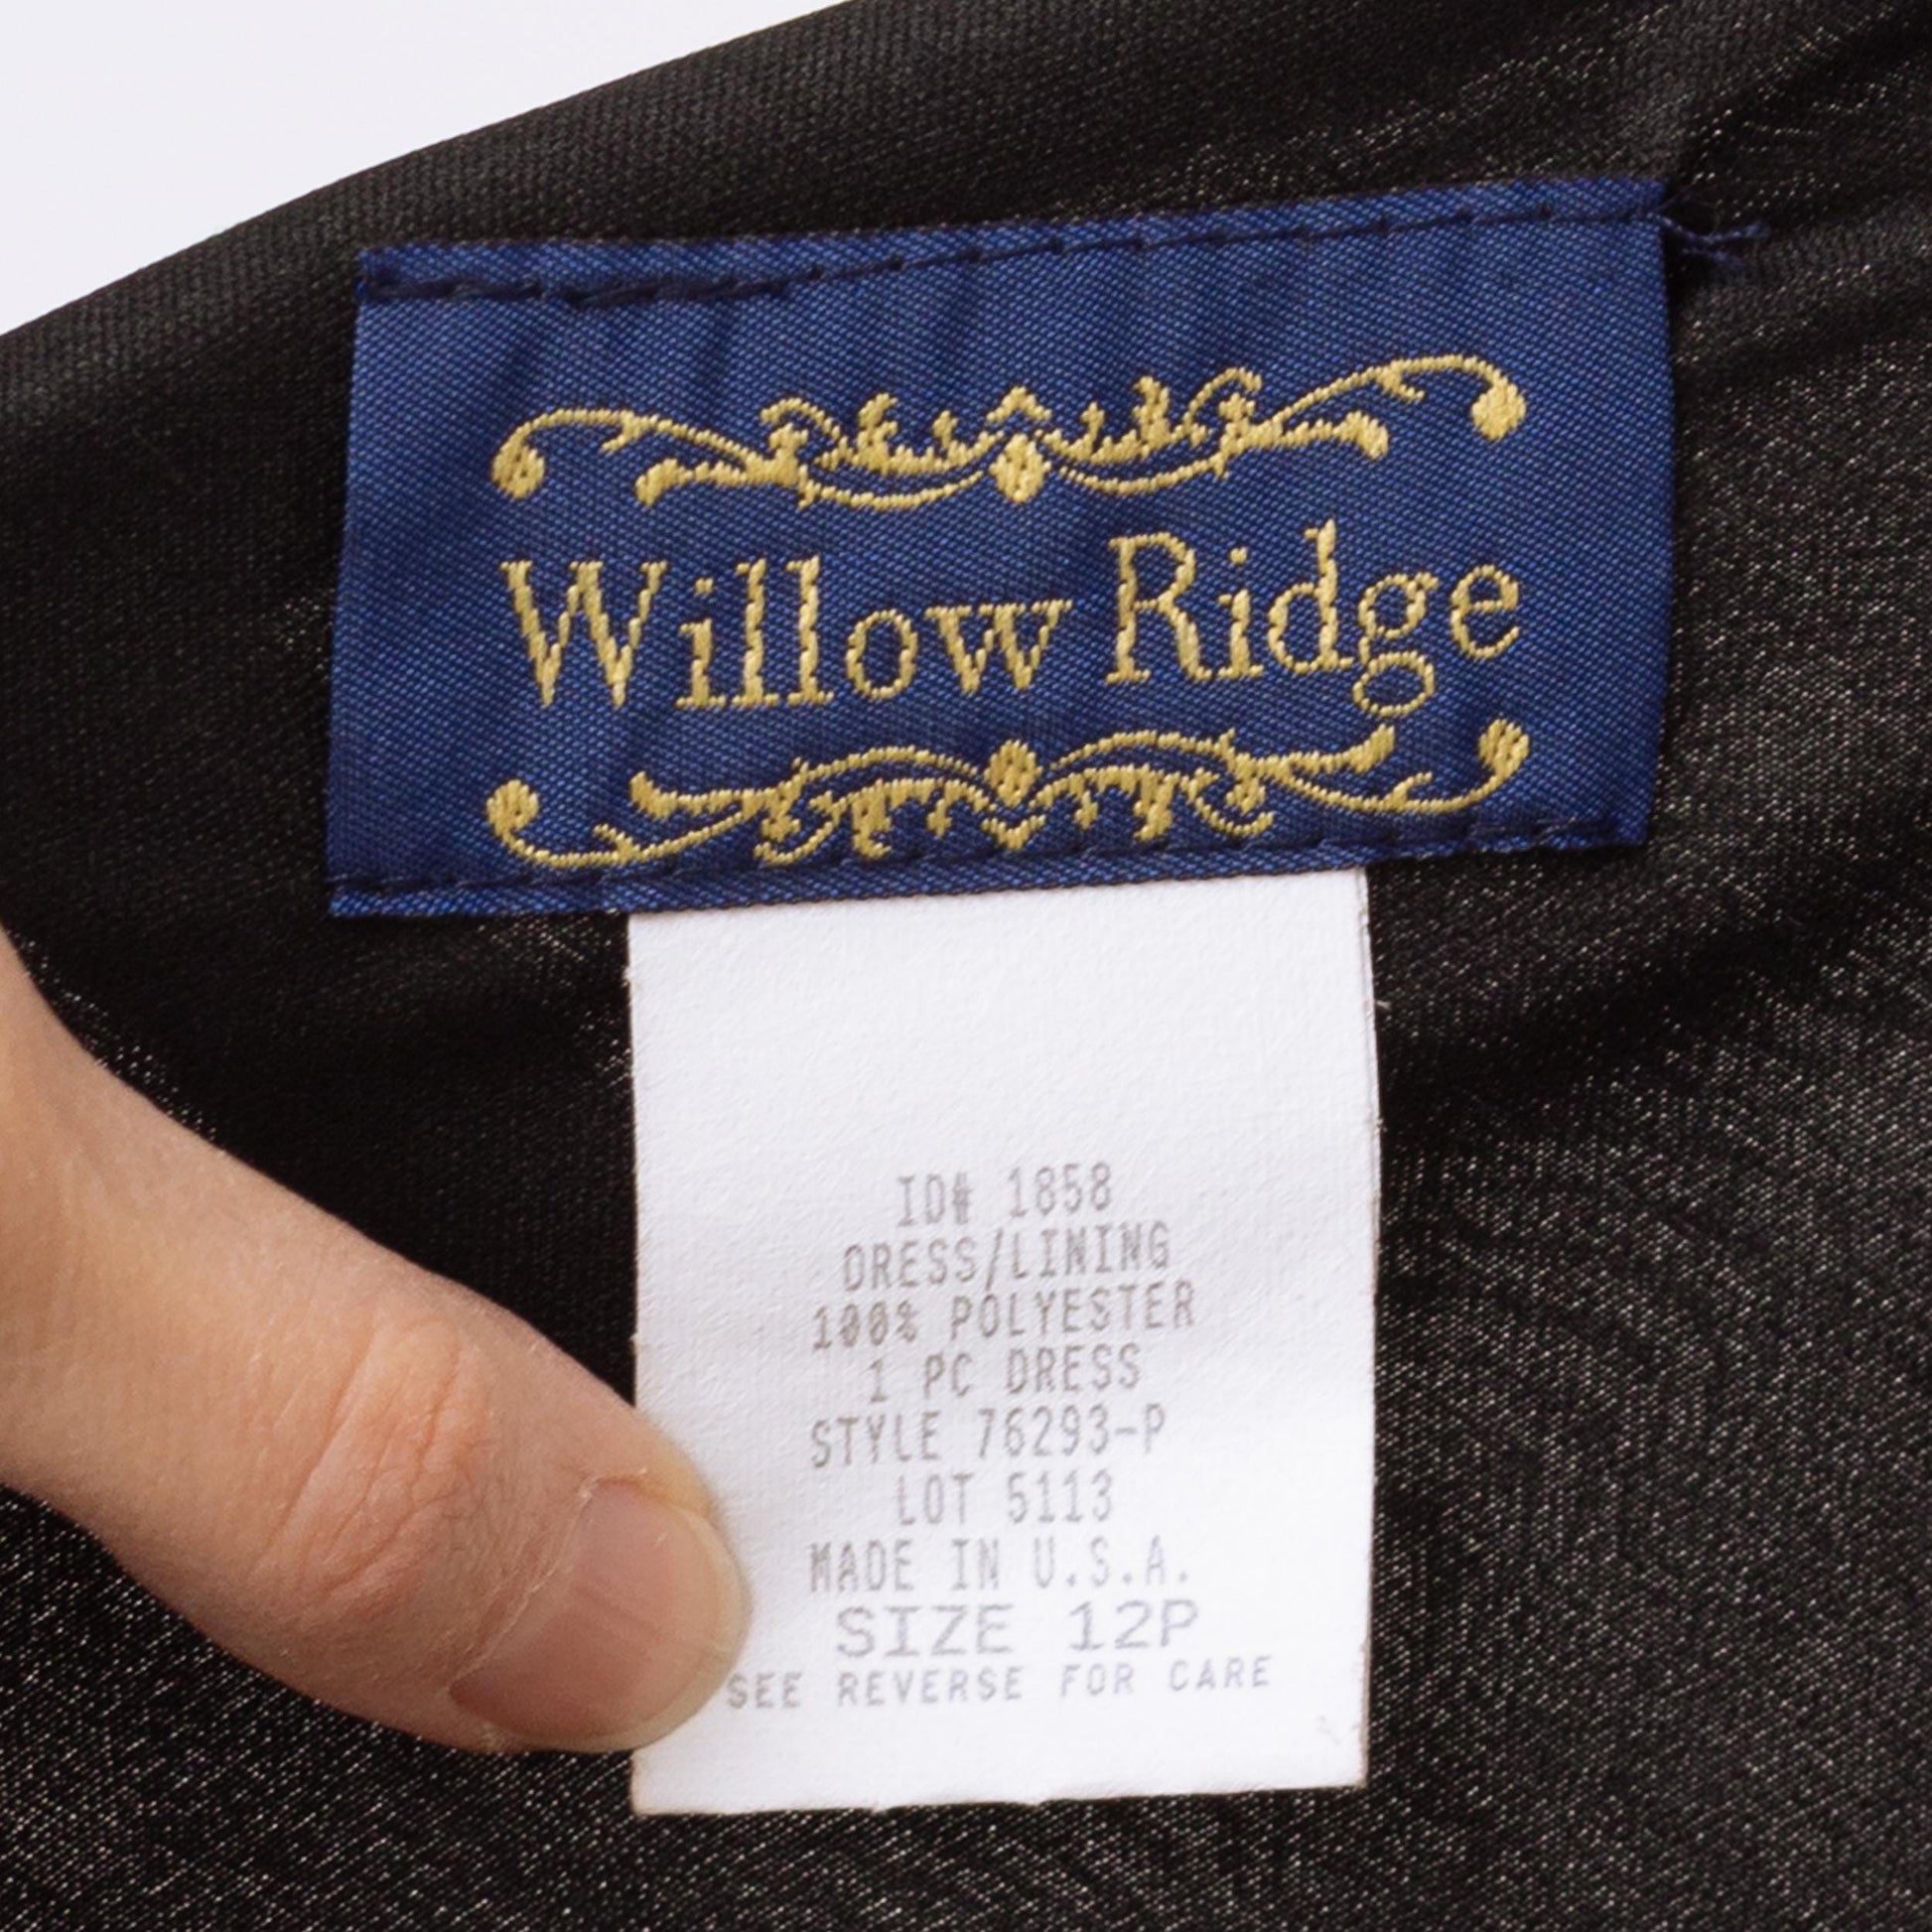 Willow Ridge
ID# 1858
DRESS/LINING
100% POLYESTER
1 PC DRESS
STYLE 76293-P
LOT 5113
MADE IN U.S.A.
SIZE 12P
SEE REVERSE FOR CARE